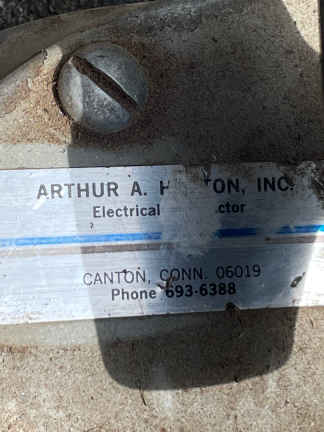 ARTHUR A. INC.
Electrical
CANTON, CONN. 06019
Phone 693-6388